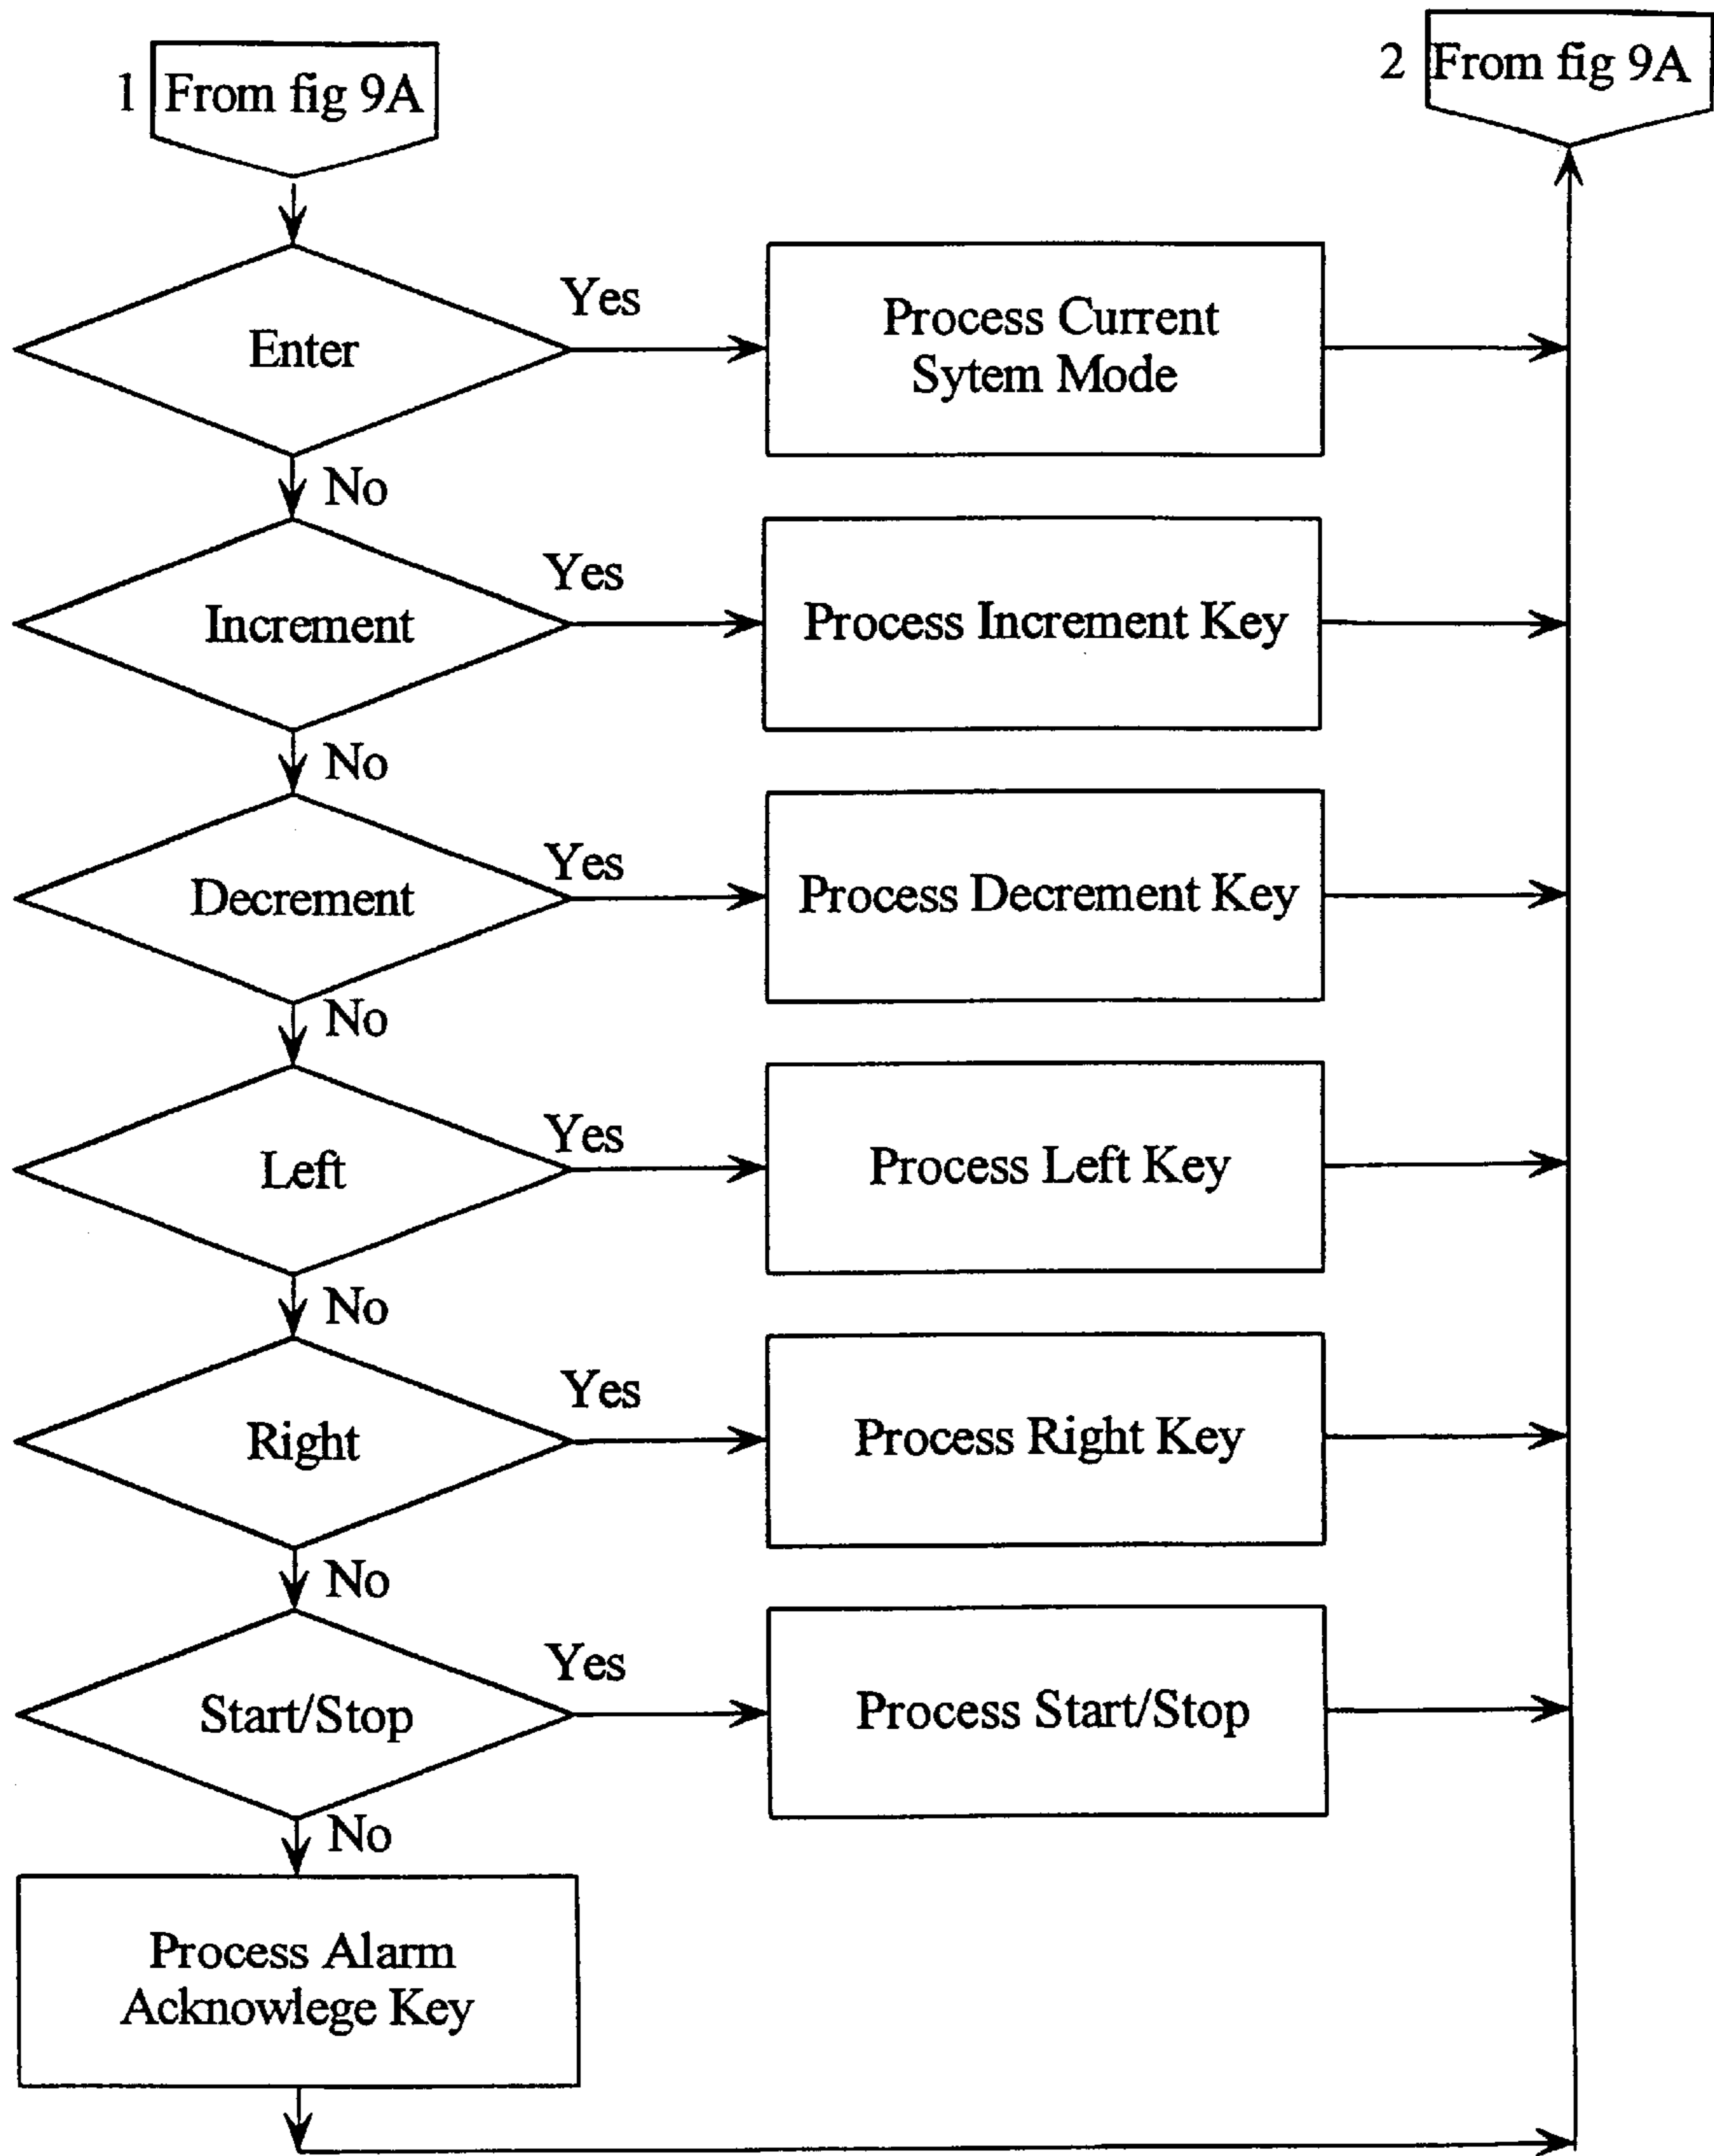 1 From fig 9A
2 From fig 9A
Enter
Yes
Process Current
Sytem Mode
No
Increment
Yes
Process Increment Key
No
Decrement
Yes
Process Decrement Key
No
Left
Yes
Process Left Key
No
Right
Yes
Process Right Key
No
Start/Stop
Yes
Process Start/Stop
No
Process Alarm
Acknowlege Key